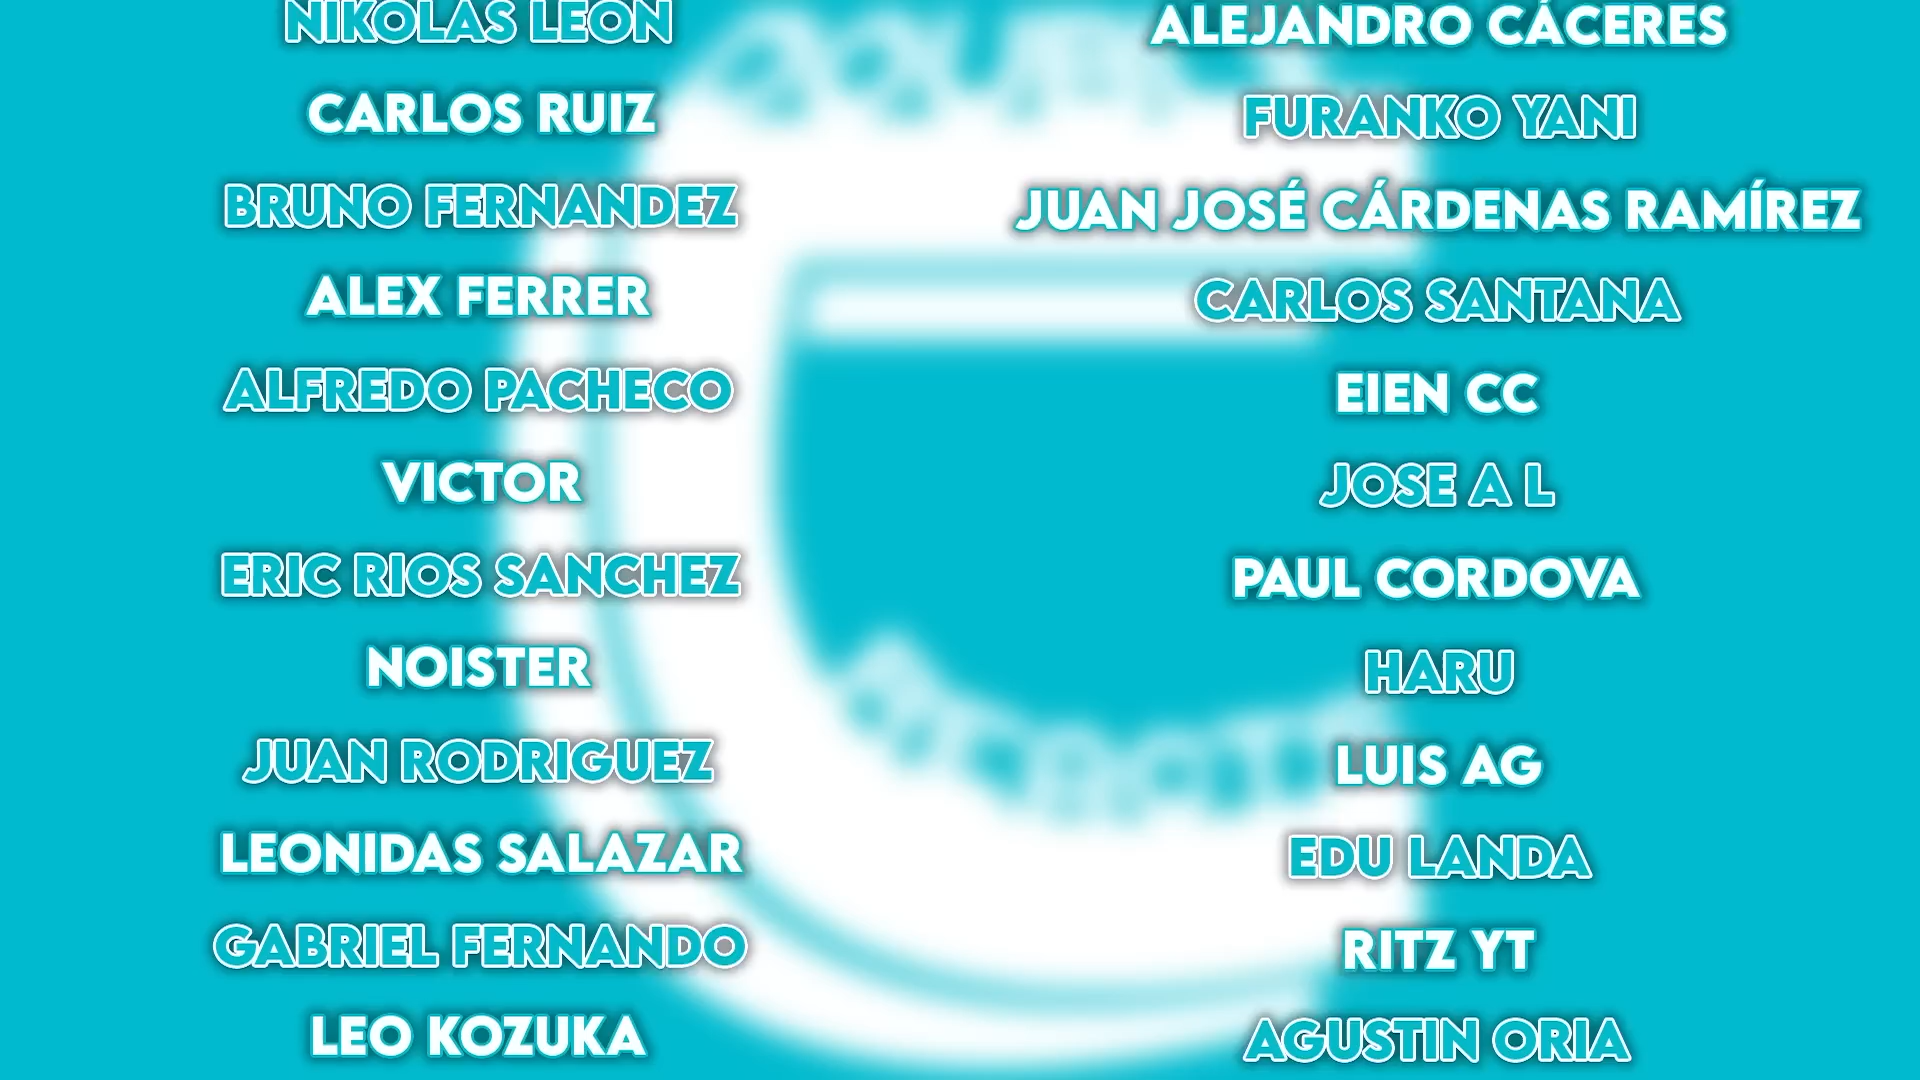 NIKOLAS LEON
CARLOS RUIZ
BRUNO FERNANDEZ
ALEX FERRER
ALFREDO PACHECO
VICTOR
ERIC RIOS SANCHEZ
NOISTER
JUAN RODRIGUEZ
LEONIDAS SALAZAR
GABRIEL FERNANDO
LEO KOZUKA
ALEJANDRO CÁCERES
FURANKO YANI
JUAN JOSÉ CÁRDENAS RAMÍREZ
CARLOS SANTANA
EIEN CC
JOSE A L
PAUL CORDOVA
HARU
LUIS AG
EDU LANDA
RITZ YT
AGUSTIN ORIA